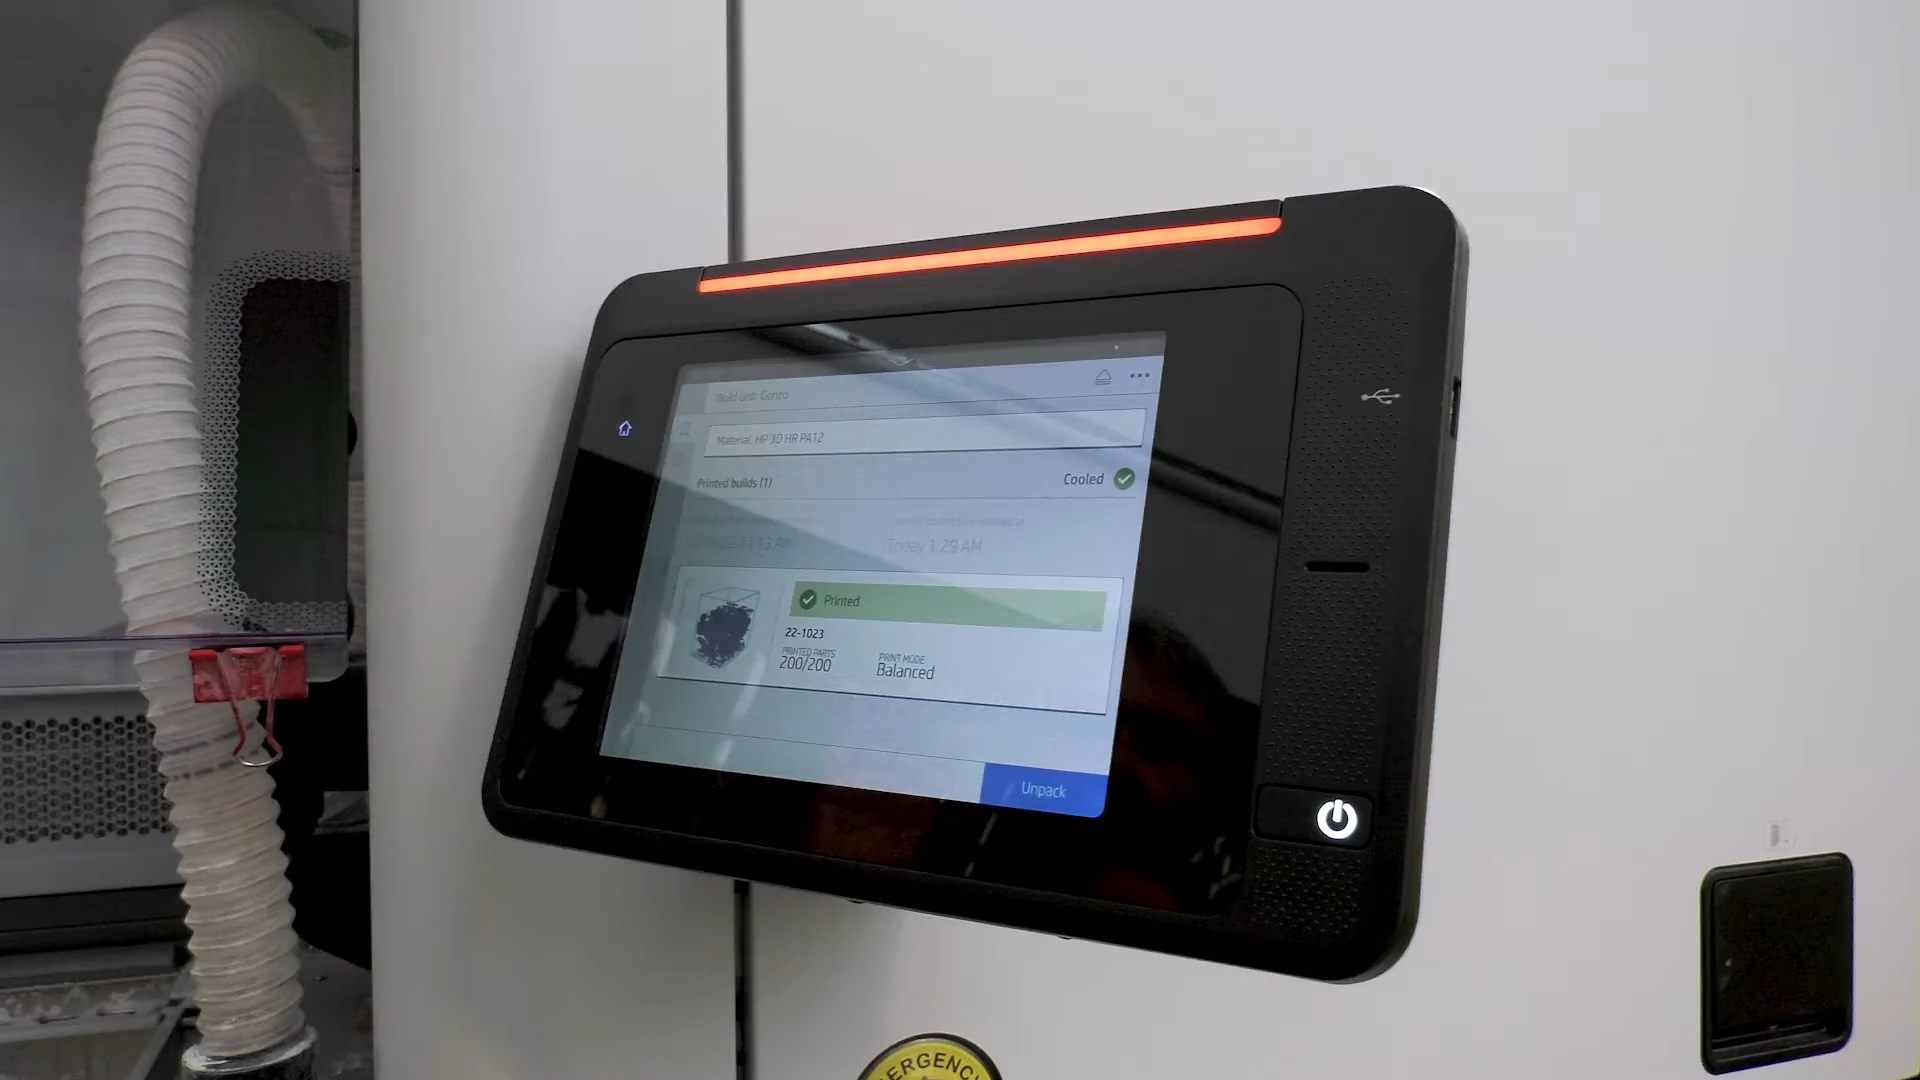 Build unit: Gonzo
Material: HP 3D HR PA12
Printed builds (1)
Cooled
Today 1:29 AM
Printed
22-1023
PRINTED PARTS
200/200
PRINT MODE
Balanced
Unpack